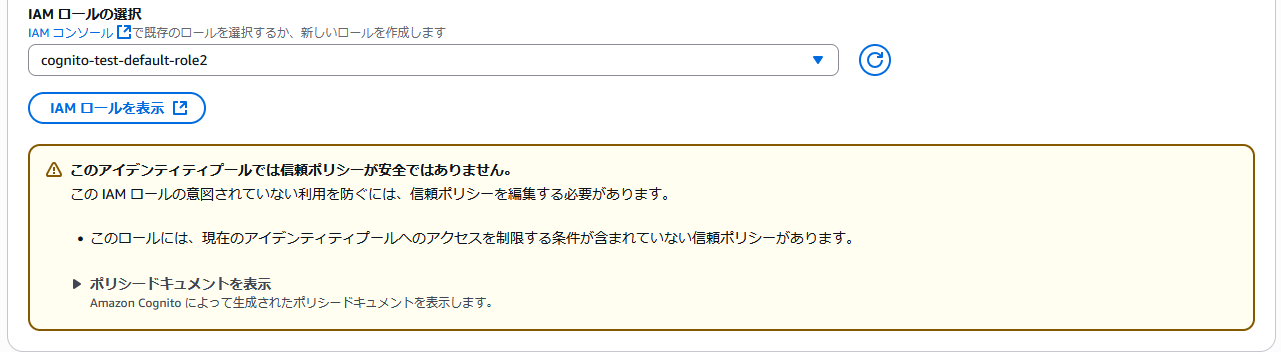 IAM ロールの選択
IAM コンソール で既存のロールを選択するか、新しいロールを作成します
cognito-test-default-role2
IAM ロールを表示
このアイデンティティプールでは信頼ポリシーが安全ではありません。
この IAM ロールの意図されていない利用を防ぐには、信頼ポリシーを編集する必要があります。
• このロールには、現在のアイデンティティプールへのアクセスを制限する条件が含まれていない信頼ポリシーがあります。
ポリシードキュメントを表示
Amazon Cognito によって生成されたポリシードキュメントを表示します。